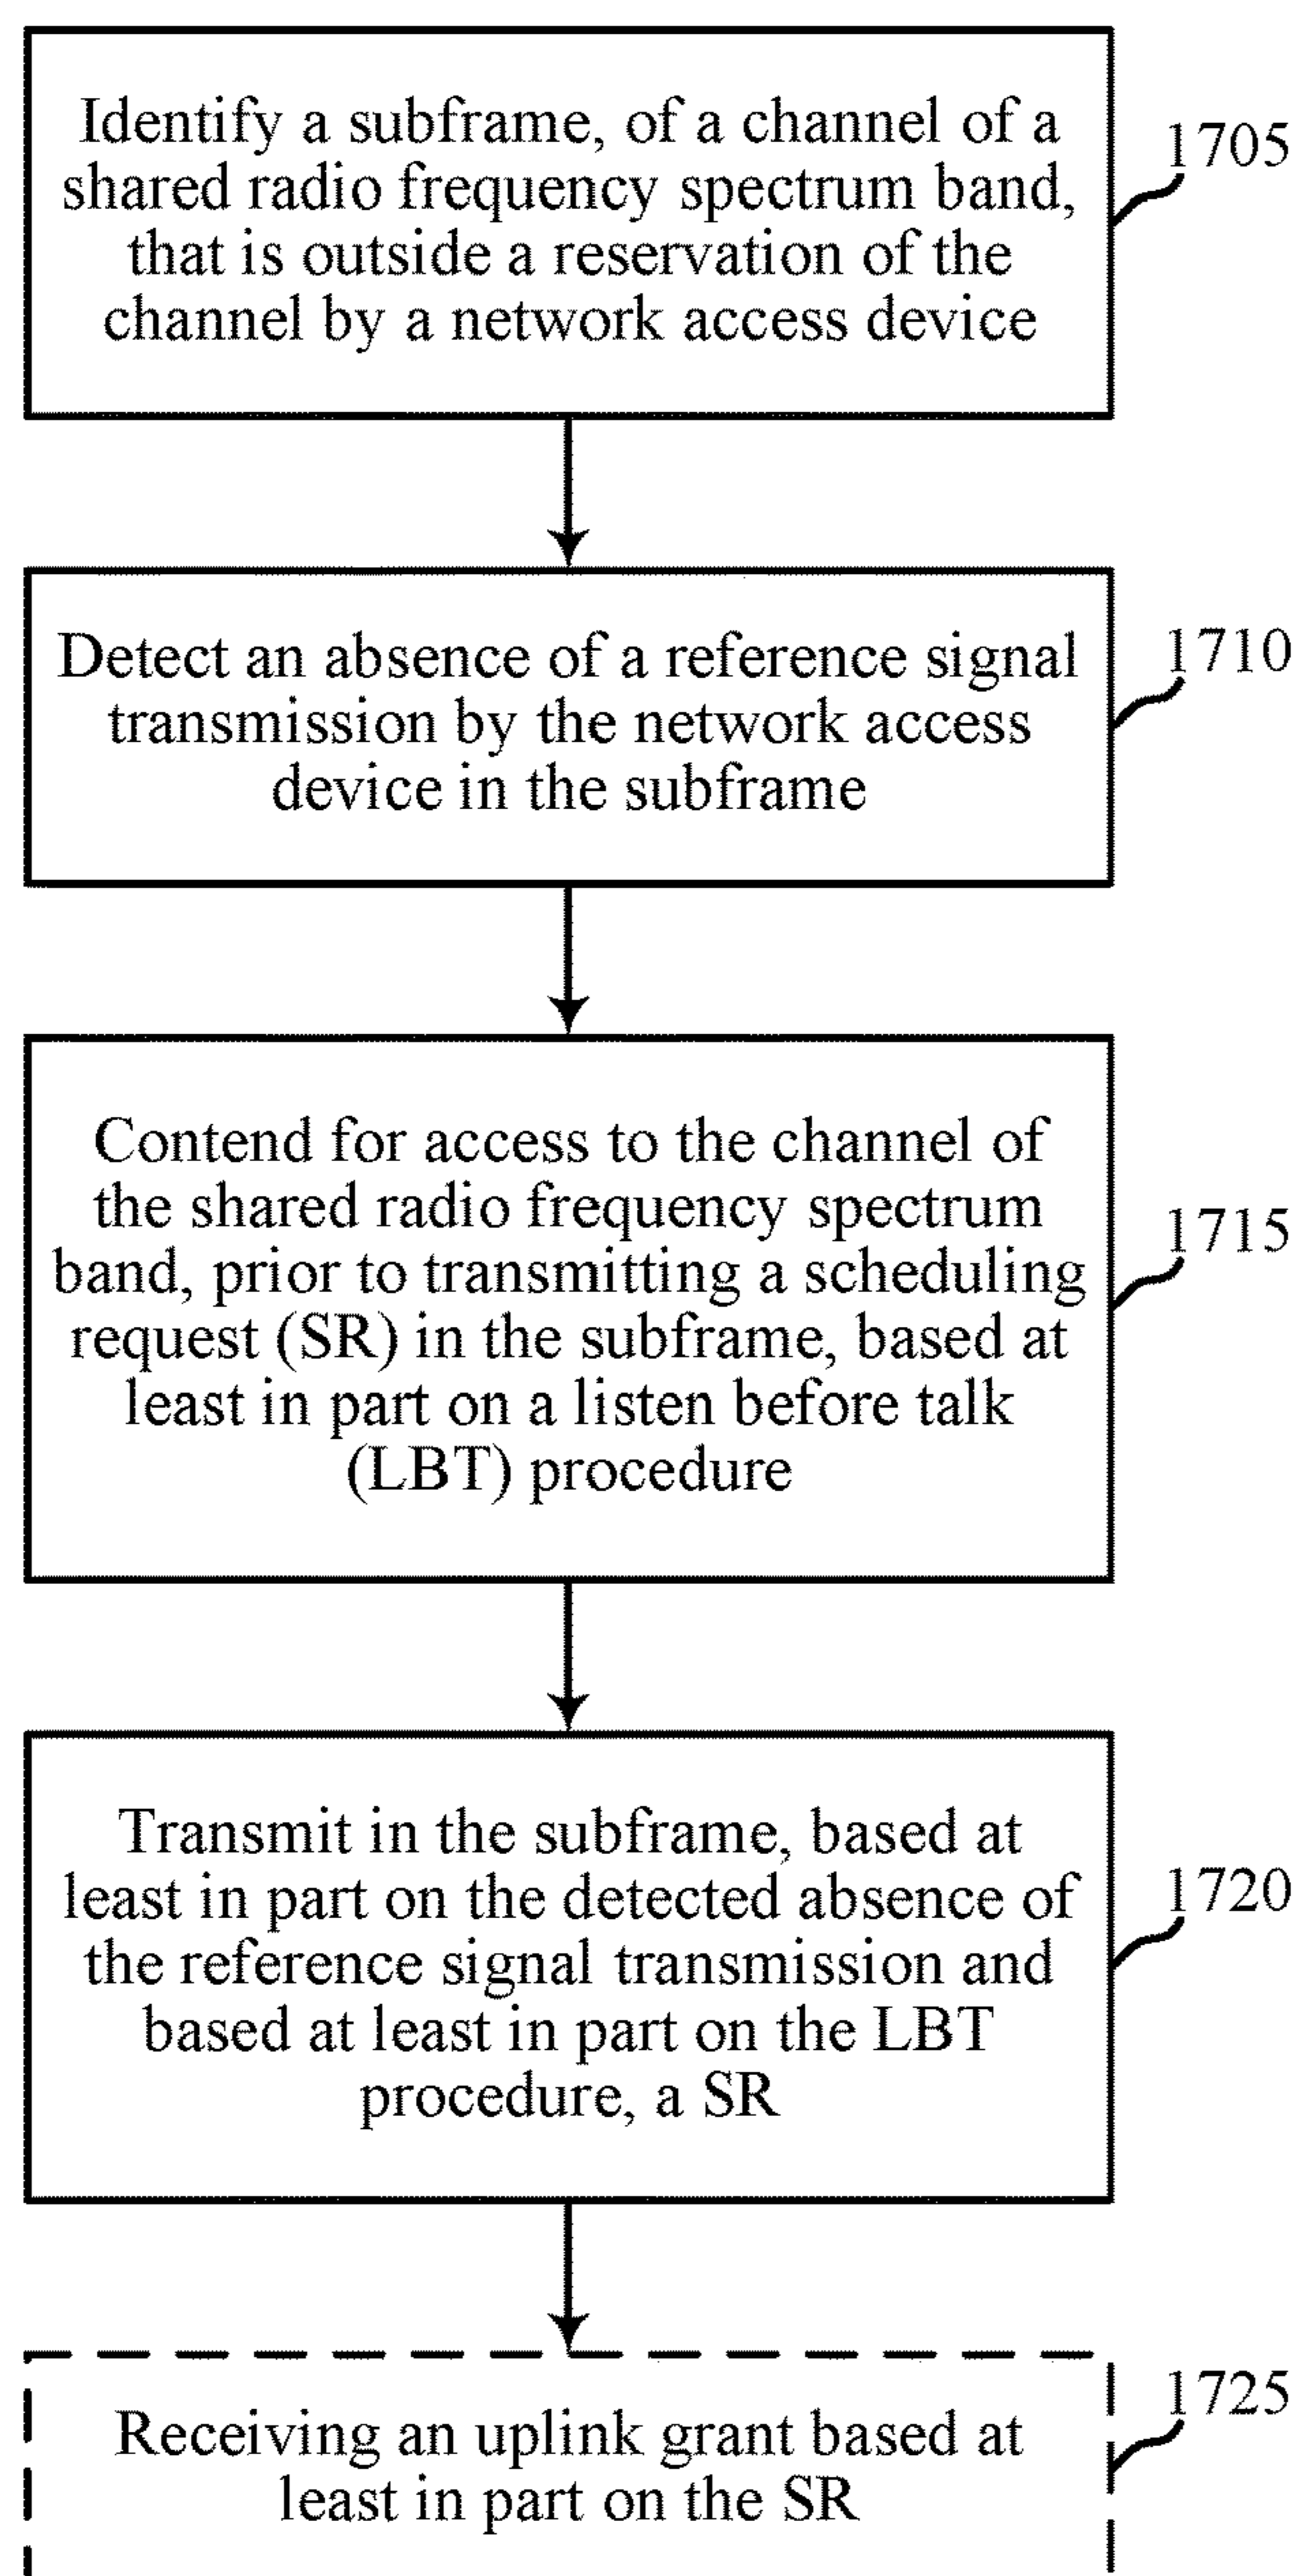 Identify a subframe, of a channel of a
shared radio frequency spectrum band,
that is outside a reservation of the
channel by a network access device
1705
Detect an absence of a reference signal
transmission by the network access
device in the subframe
1710
Contend for access to the channel of
the shared radio frequency spectrum
band, prior to transmitting a scheduling
request (SR) in the subframe, based at
least in part on a listen before talk
(LBT) procedure
1715
Transmit in the subframe, based at
least in part on the detected absence of
the reference signal transmission and
based at least in part on the LBT
procedure, a SR
1720
Receiving an uplink grant based at
least in part on the SR
1725